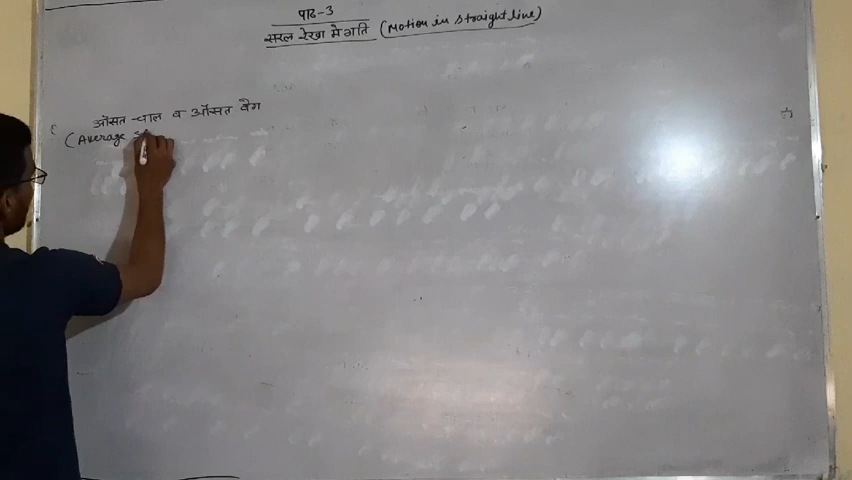 पाठ-3
सरल रेखा मे गति (Motion in straight line)
औसत चाल व औसत वेग
(Average